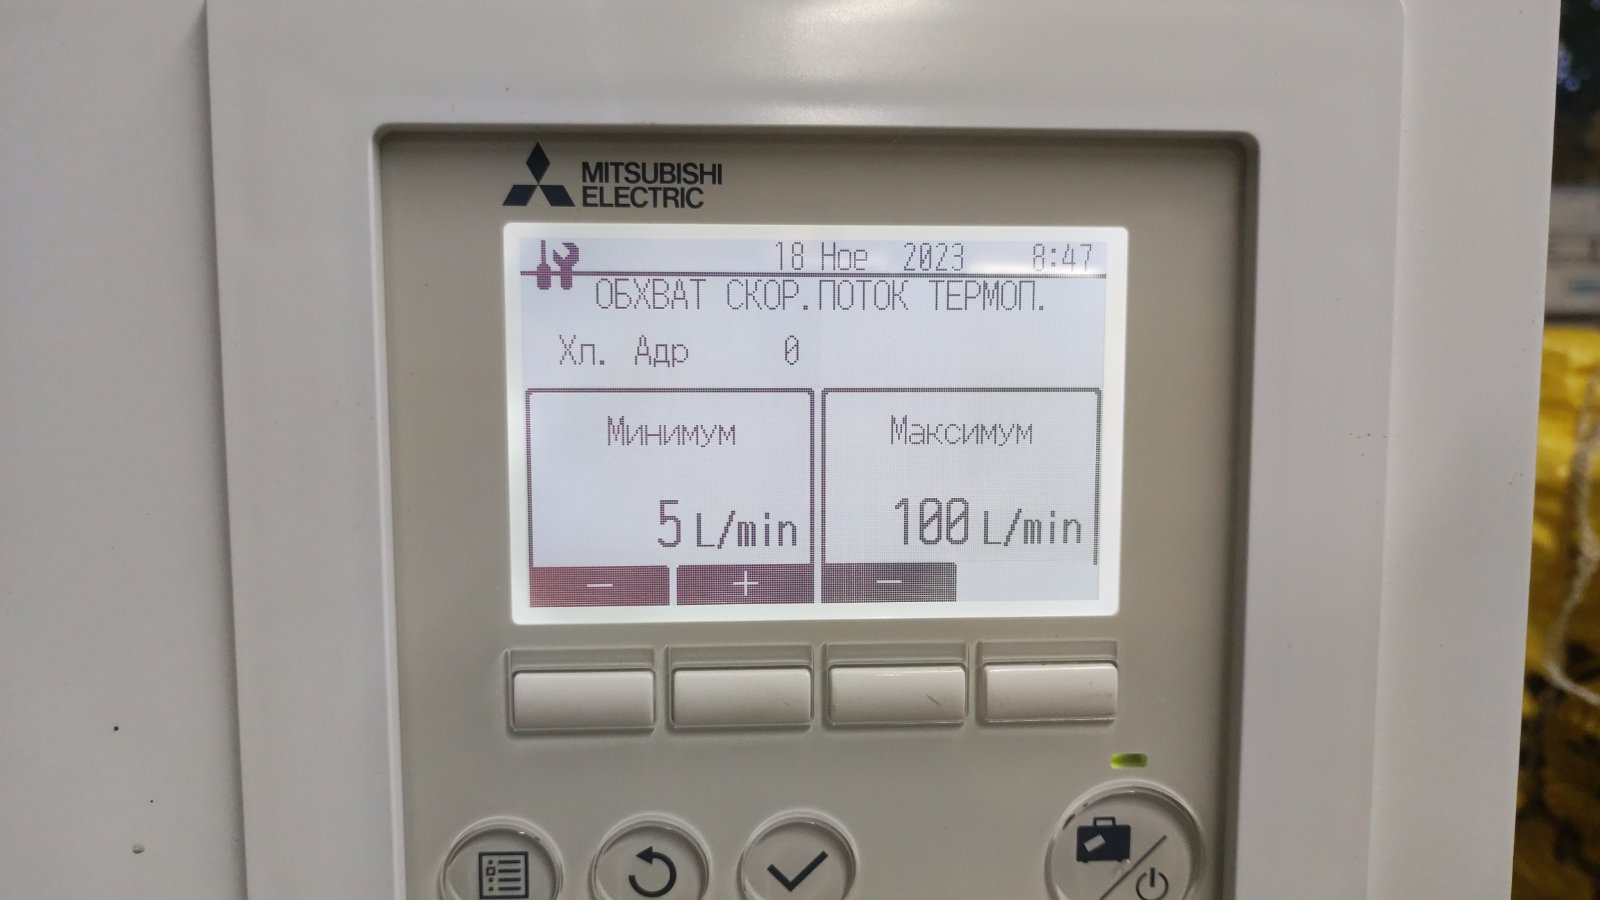 MITSUBISHI
ELECTRIC
18 Ное 2023 8:47
ОБХВАТ СКОР.ПОТОК ТЕРМОП.
Хл. Адр 0
Минимум
5 L/min
− +
Максимум
100 L/min
−